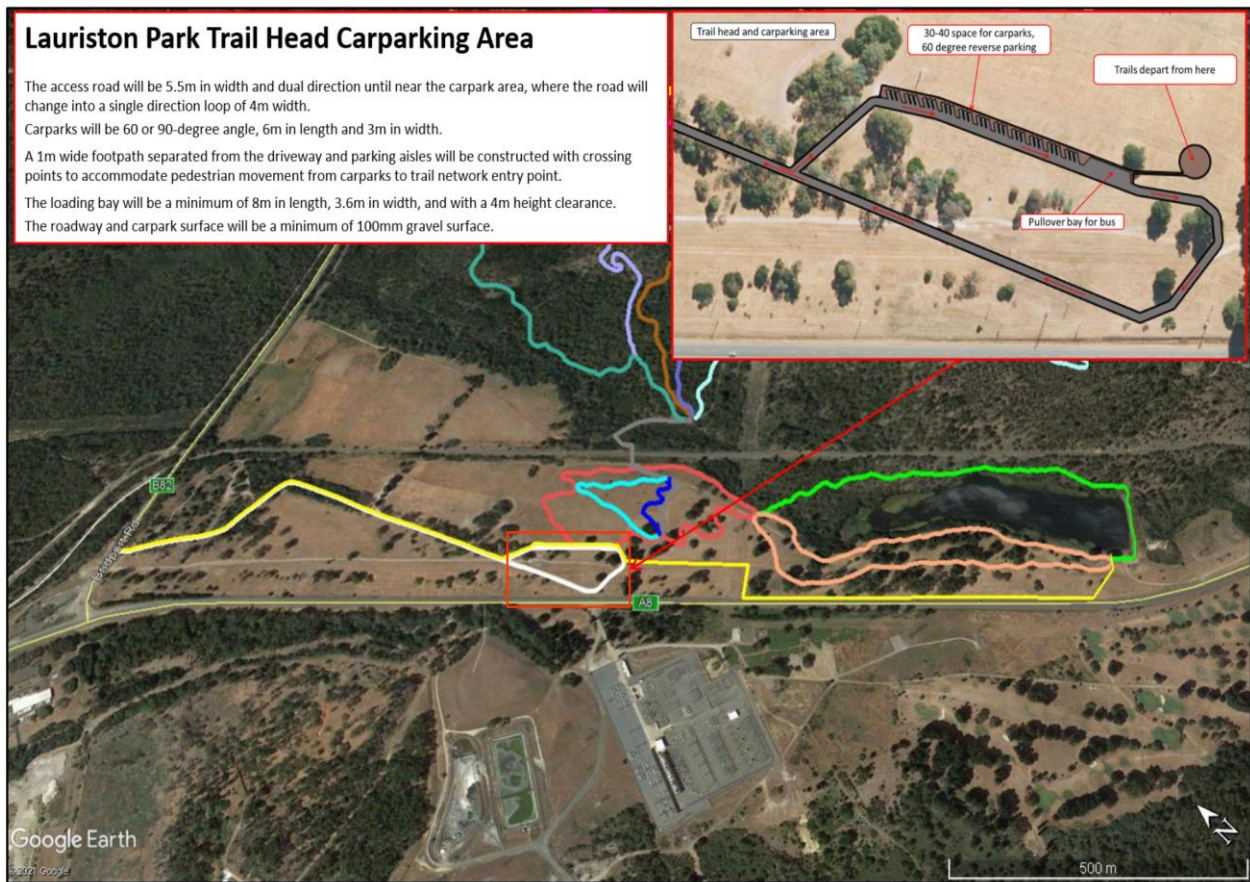 Lauriston Park Trail Head Carparking Area
The access road will be 5.5m in width and dual direction until near the carpark area, where the road will
change into a single direction loop of 4m width.
Carparks will be 60 or 90-degree angle, 6m in length and 3m in width.
A 1m wide footpath separated from the driveway and parking aisles will be constructed with crossing
points to accommodate pedestrian movement from carparks to trail network entry point.
The loading bay will be a minimum of 8m in length, 3.6m in width, and with a 4m height clearance.
The roadway and carpark surface will be a minimum of 100mm gravel surface.
Trail head and carparking area
30-40 space for carparks,
60 degree reverse parking
Trails depart from here
Pullover bay for bus
B82
A8
N
Google Earth
© 2021 Google
500 m